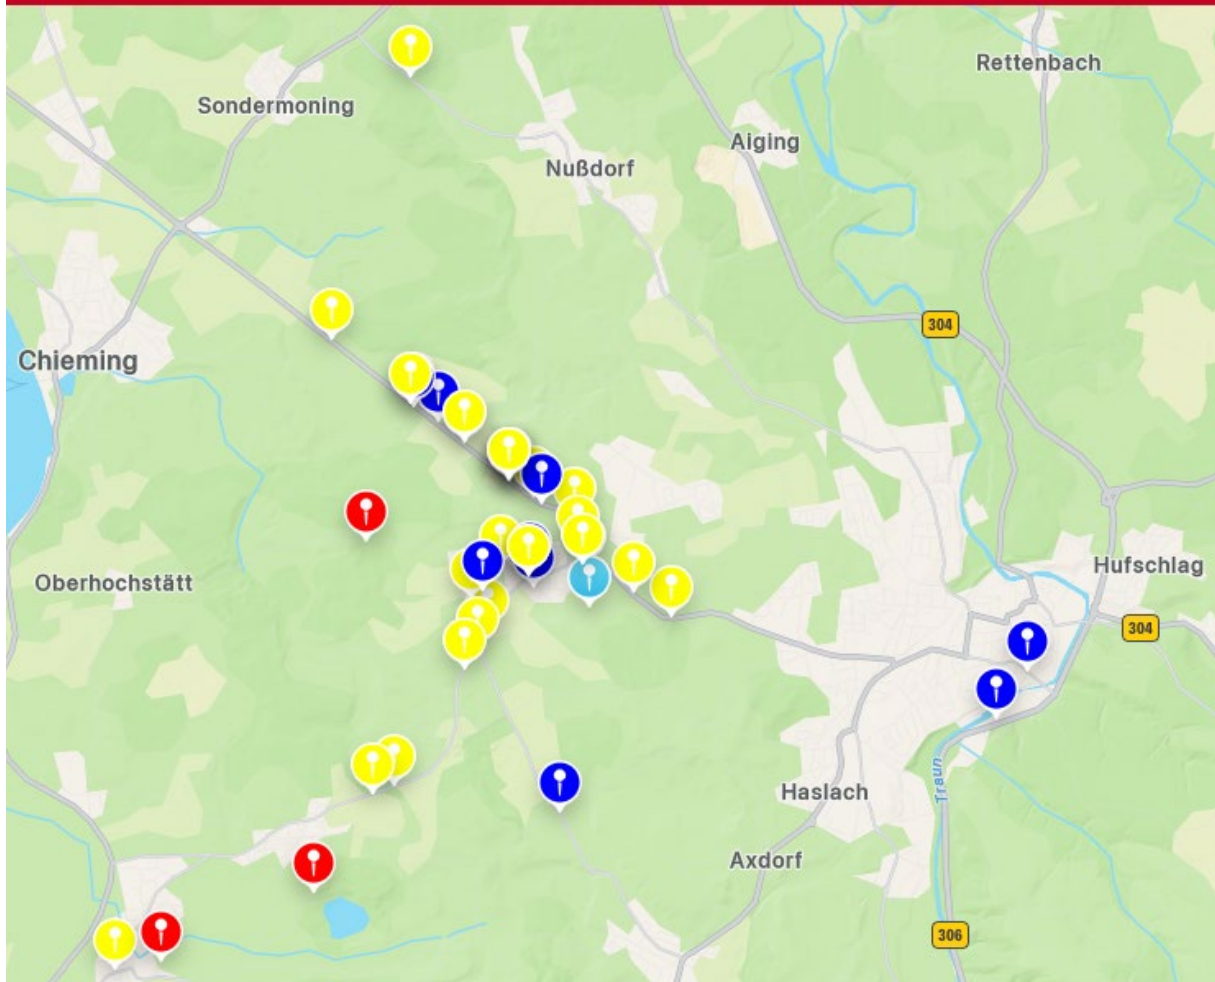 Rettenbach
Sondermoning
Aiging
Nußdorf
304
Chieming
Hufschlag
Oberhochstätt
304
Traun
Haslach
Axdorf
306